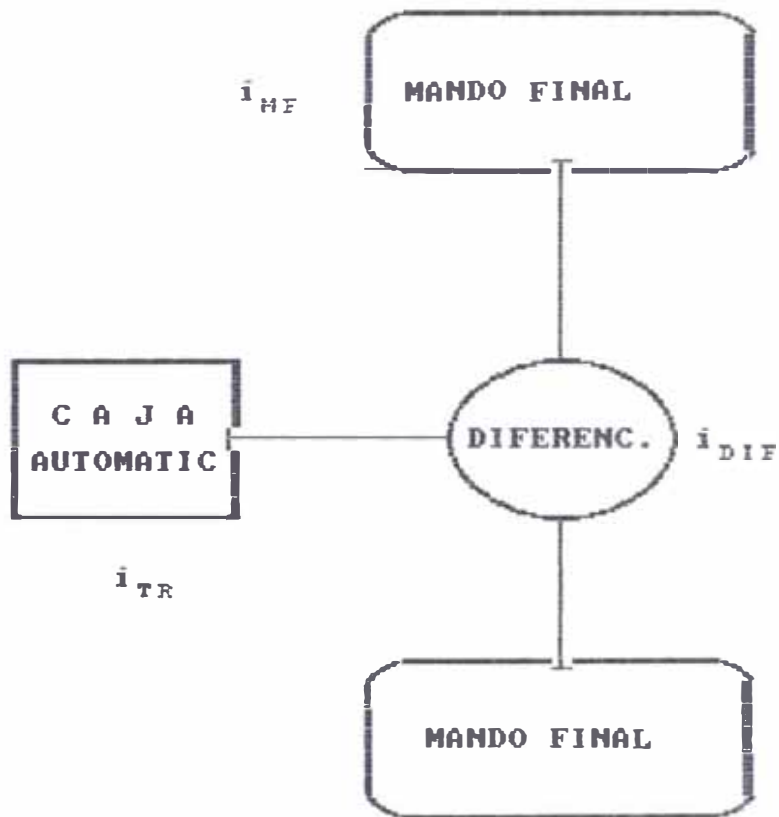 i MF
MANDO FINAL
C A J A
AUTOMATIC
DIFERENC.
i DIF
i TR
MANDO FINAL